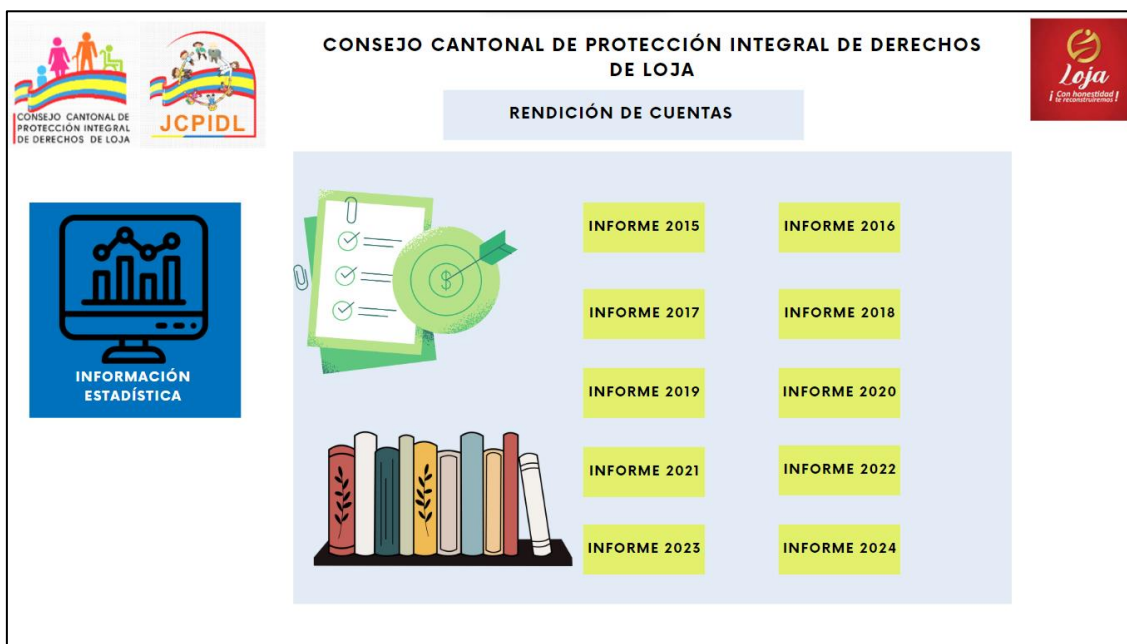 CONSEJO CANTONAL DE
PROTECCIÓN INTEGRAL
DE DERECHOS DE LOJA
JCPIDL
CONSEJO CANTONAL DE PROTECCIÓN INTEGRAL DE DERECHOS
DE LOJA
RENDICIÓN DE CUENTAS
Loja
¡ Con honestidad
te reconstruiremos !
INFORMACIÓN
ESTADÍSTICA
$
INFORME 2015
INFORME 2016
INFORME 2017
INFORME 2018
INFORME 2019
INFORME 2020
INFORME 2021
INFORME 2022
INFORME 2023
INFORME 2024